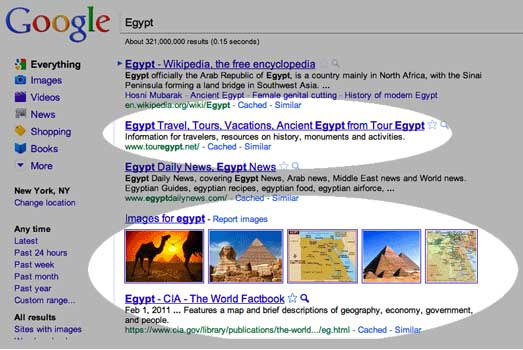 Google
Egypt
About 321,000,000 results (0.15 seconds)
Everything
Images
Videos
News
Shopping
Books
More
New York, NY
Change location
Any time
Latest
Past 24 hours
Past week
Past month
Past year
Custom range...
All results
Sites with images
Egypt - Wikipedia, the free encyclopedia
Egypt officially the Arab Republic of Egypt, is a country mainly in North Africa, with the Sinai
Peninsula forming a land bridge in Southwest Asia. ...
Hosni Mubarak - Ancient Egypt - Female genital cutting - History of modern Egypt
en.wikipedia.org/wiki/Egypt - Cached - Similar
Egypt Travel, Tours, Vacations, Ancient Egypt from Tour Egypt
Information for travelers, resources on history, monuments and activities.
www.touregypt.net/ - Cached - Similar
Egypt Daily News, Egypt News
Egypt Daily News, covering Egypt News, Arab news, Middle East news and World news.
Egyptian Guides, egyptian recipes, egyptian food, egyptian airforce, ...
www.egyptdailynews.com/ - Cached - Similar
Images for egypt - Report images
Egypt - CIA - The World Factbook
Feb 1, 2011 ... Features a map and brief descriptions of geography, economy, government,
and people.
https://www.cia.gov/library/publications/the-world.../eg.html - Cached - Similar